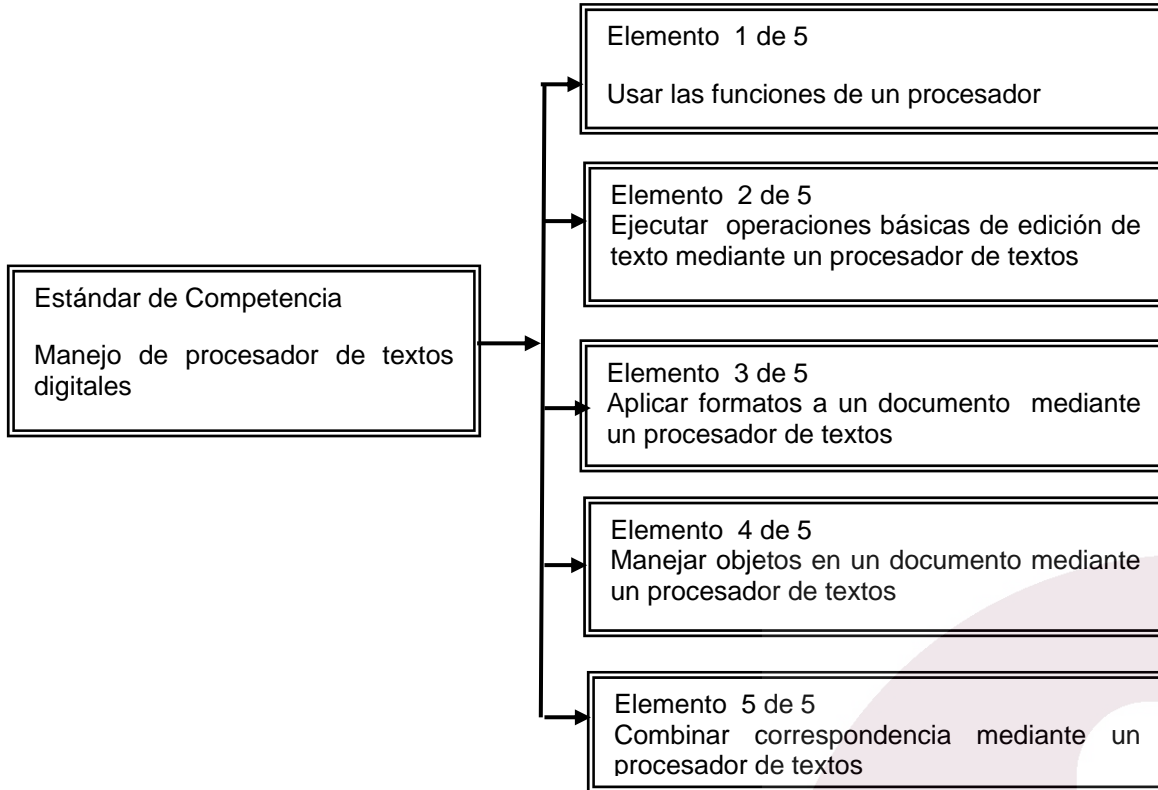 Estándar de Competencia
Manejo de procesador de textos
digitales
Elemento 1 de 5
Usar las funciones de un procesador
Elemento 2 de 5
Ejecutar operaciones básicas de edición de
texto mediante un procesador de textos
Elemento 3 de 5
Aplicar formatos a un documento mediante
un procesador de textos
Elemento 4 de 5
Manejar objetos en un documento mediante
un procesador de textos
Elemento 5 de 5
Combinar correspondencia mediante un
procesador de textos